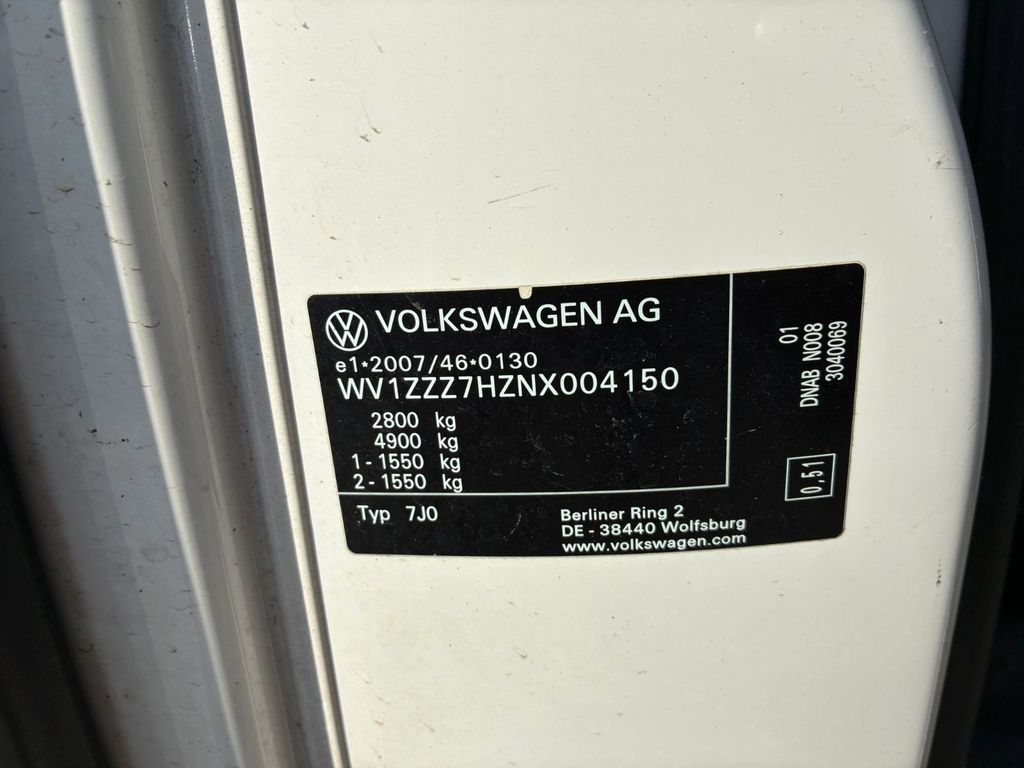 VOLKSWAGEN AG
e1*2007/46*0130
WV1ZZZ7HZNX004150
2800 kg
4900 kg
1 - 1550 kg
2 - 1550 kg
Typ 7J0
Berliner Ring 2
DE - 38440 Wolfsburg
www.volkswagen.com
01
DNAB N008
3040069
0,51